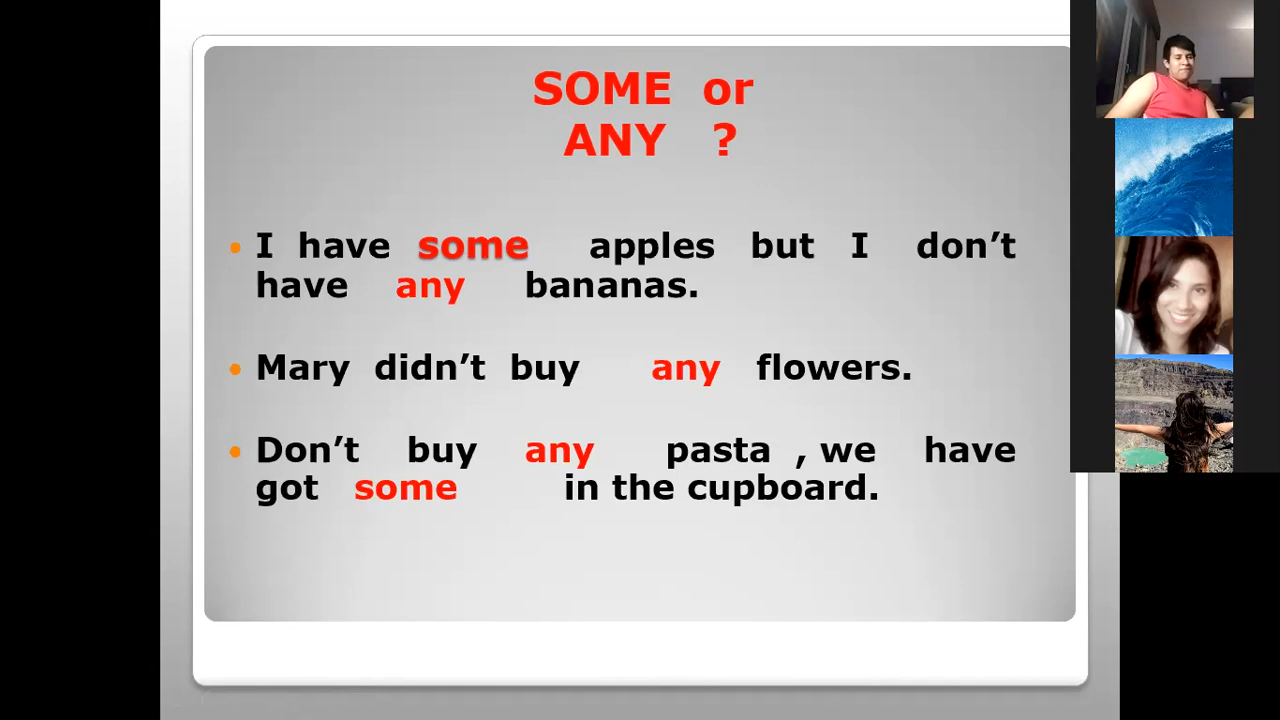 SOME or
ANY ?
• I have some apples but I don’t
have any bananas.
• Mary didn’t buy any flowers.
• Don’t buy any pasta , we have
got some in the cupboard.